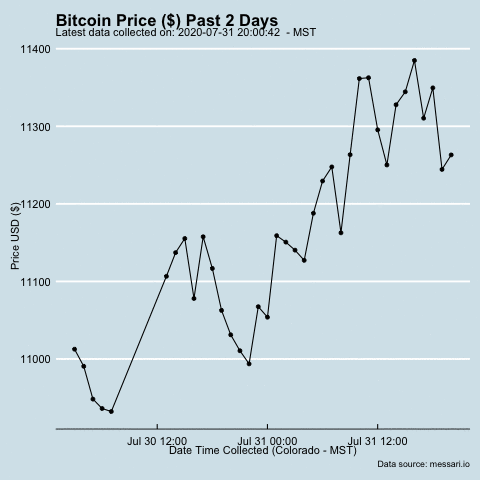 Bitcoin Price ($) Past 2 Days
Latest data collected on: 2020-07-31 20:00:42 - MST
11400
11300
11200
11100
11000
Price USD ($)
Jul 30 12:00
Jul 31 00:00
Jul 31 12:00
Date Time Collected (Colorado - MST)
Data source: messari.io